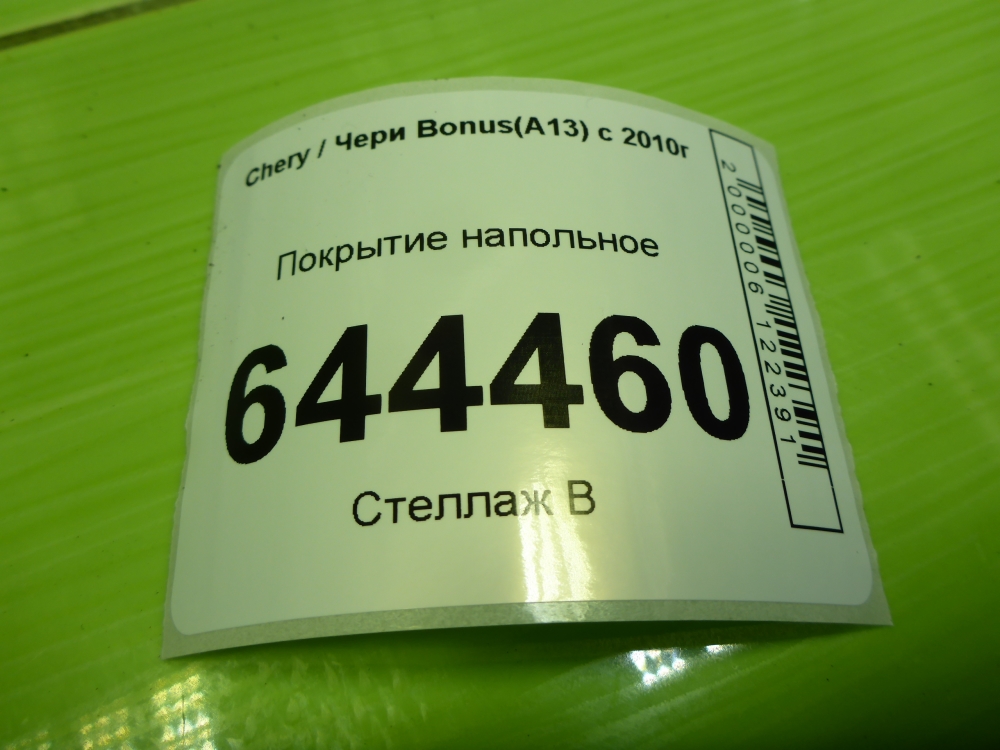 Chery / Чери Bonus(A13) с 2010г
Покрытие напольное
644460
Стеллаж В
2000006122391